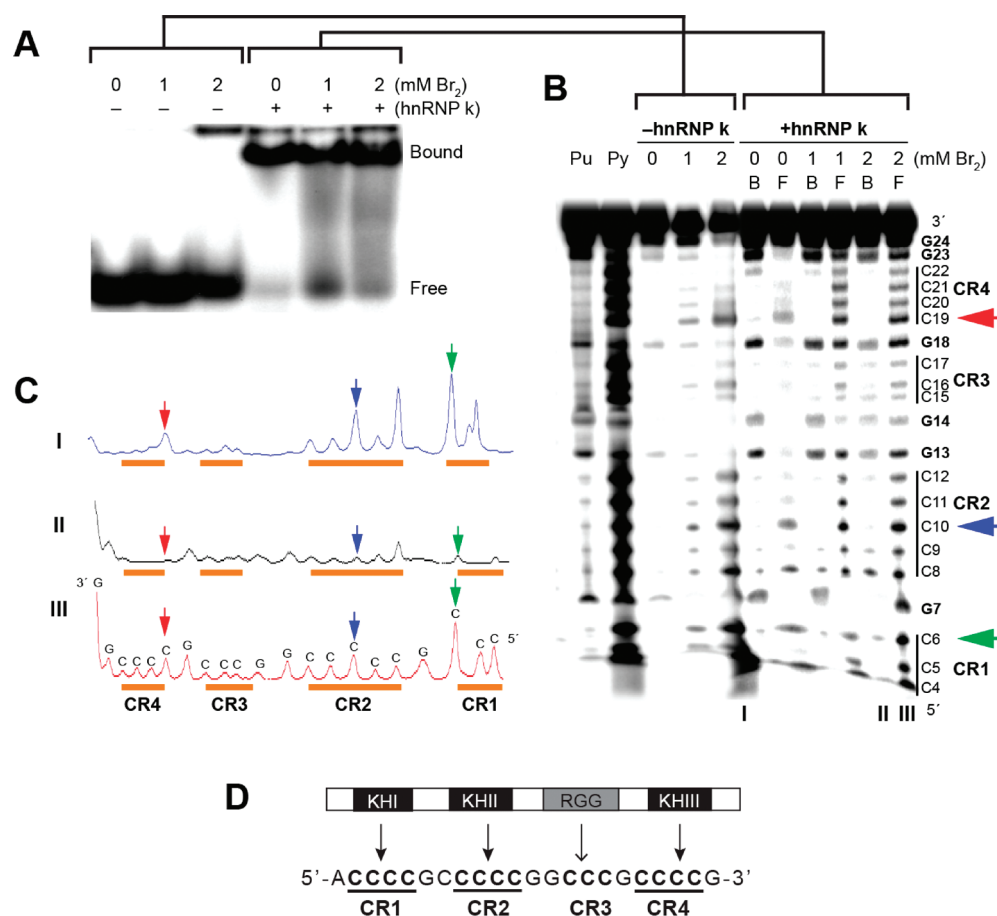 A
0 1 2 0 1 2 (mM Br₂)
– – – + + + (hnRNP k)
Bound
Free
B
–hnRNP k +hnRNP k
Pu Py 0 1 2 0 0 1 1 2 2 (mM Br₂)
B F B F B F
3´
G24
G23
C22
C21
C20
C19
CR4
G18
C17
C16
C15
CR3
G14
G13
C12
C11
C10
C9
C8
CR2
G7
C6
C5
C4
CR1
I II III 5´
C
I
II
III
3´ G
G C C C C G C C C G G C C C C C G C C C 5´
CR4 CR3 CR2 CR1
D
KHI KHII RGG KHIII
5'-ACCCCGCCCCCGGCCCGCCCCG-3'
CR1 CR2 CR3 CR4